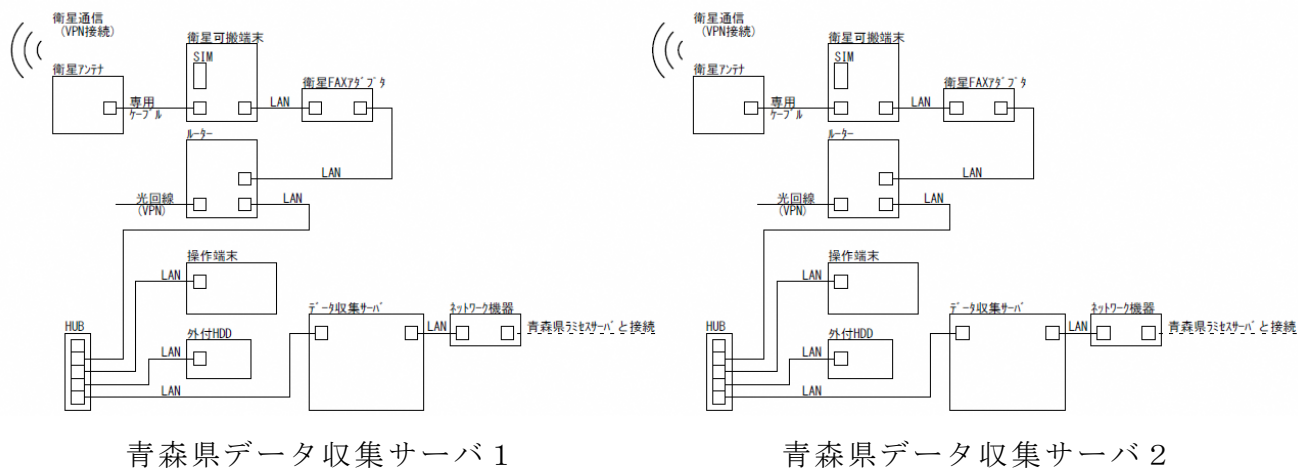 衛星通信
(VPN接続)
衛星アンテナ
専用
ケーブル
衛星可搬端末
SIM
LAN
衛星FAXアダプタ
ルーター
LAN
光回線
(VPN)
LAN
操作端末
LAN
HUB
外付HDD
LAN
LAN
データ収集サーバ
LAN
ネットワーク機器
青森県ラミセスサーバと接続
青森県データ収集サーバ1
衛星通信
(VPN接続)
衛星アンテナ
専用
ケーブル
衛星可搬端末
SIM
LAN
衛星FAXアダプタ
ルーター
LAN
光回線
(VPN)
LAN
操作端末
LAN
HUB
外付HDD
LAN
LAN
データ収集サーバ
LAN
ネットワーク機器
青森県ラミセスサーバと接続
青森県データ収集サーバ2